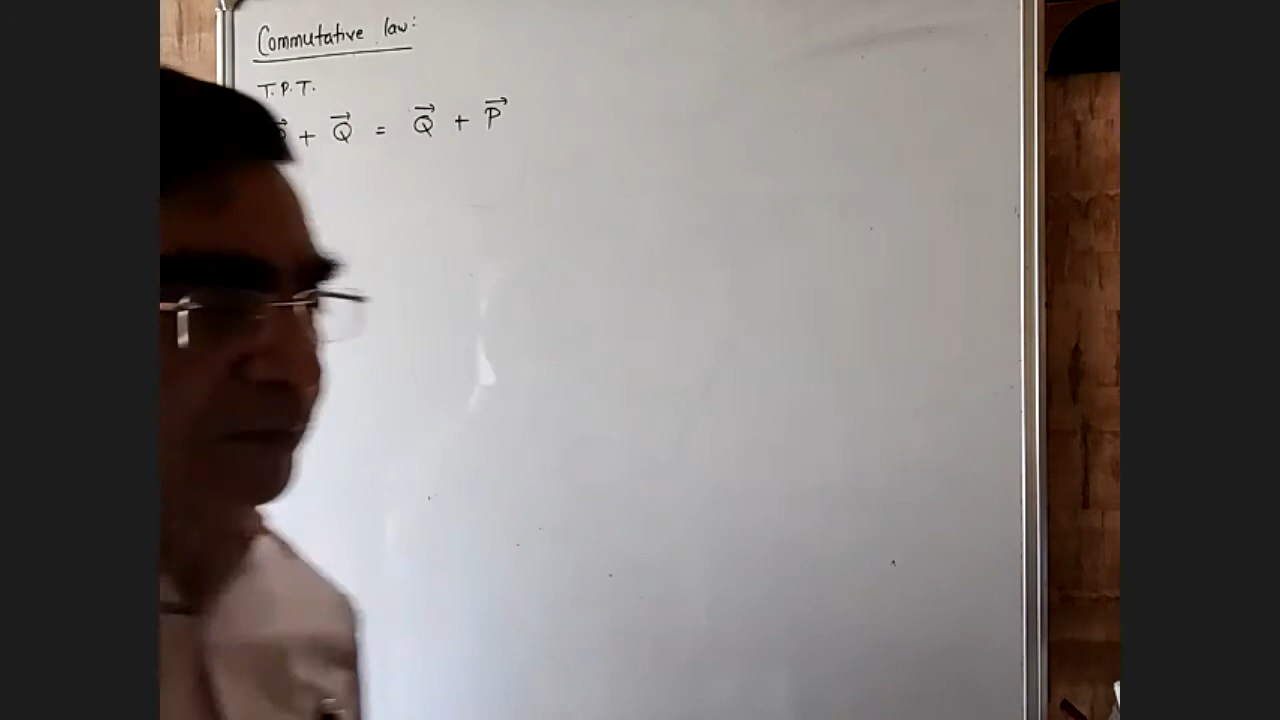 Commutative law:
T.P.T.
P⃗ + Q⃗ = Q⃗ + P⃗